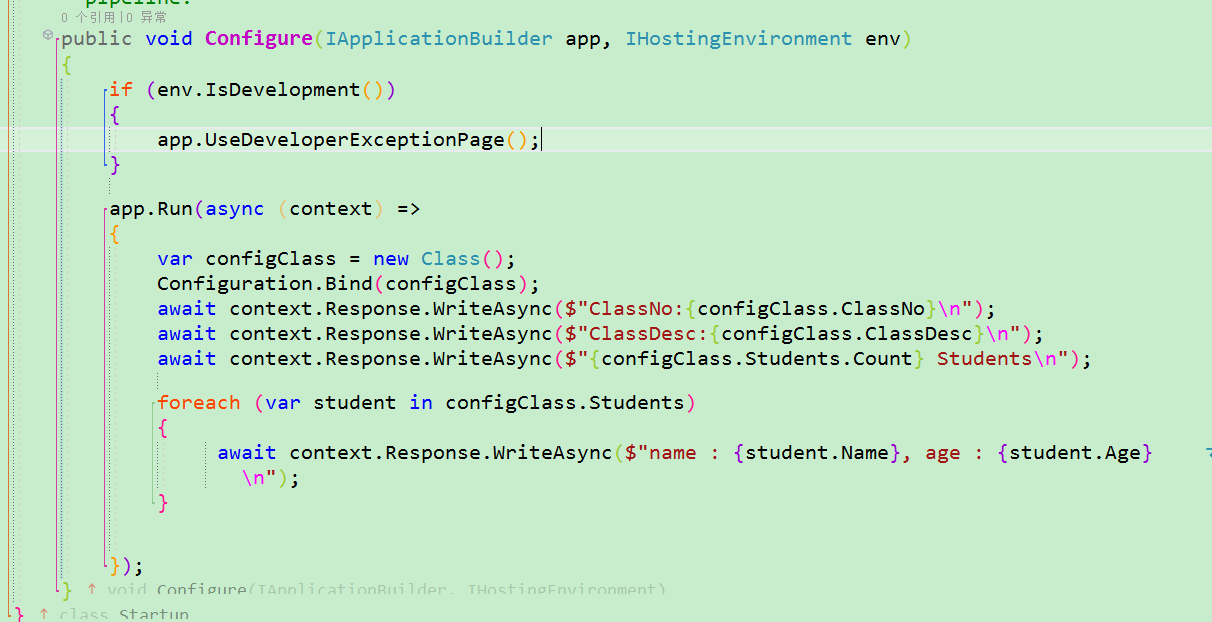 pipeline.
0 个引用|0 异常
public void Configure(IApplicationBuilder app, IHostingEnvironment env)
{
if (env.IsDevelopment())
{
app.UseDeveloperExceptionPage();
}
app.Run(async (context) =>
{
var configClass = new Class();
Configuration.Bind(configClass);
await context.Response.WriteAsync($"ClassNo:{configClass.ClassNo}\n");
await context.Response.WriteAsync($"ClassDesc:{configClass.ClassDesc}\n");
await context.Response.WriteAsync($"{configClass.Students.Count} Students\n");
foreach (var student in configClass.Students)
{
await context.Response.WriteAsync($"name : {student.Name}, age : {student.Age}
\n");
}
});
} ↑ void Configure(IApplicationBuilder, IHostingEnvironment)
} ↑ class Startup